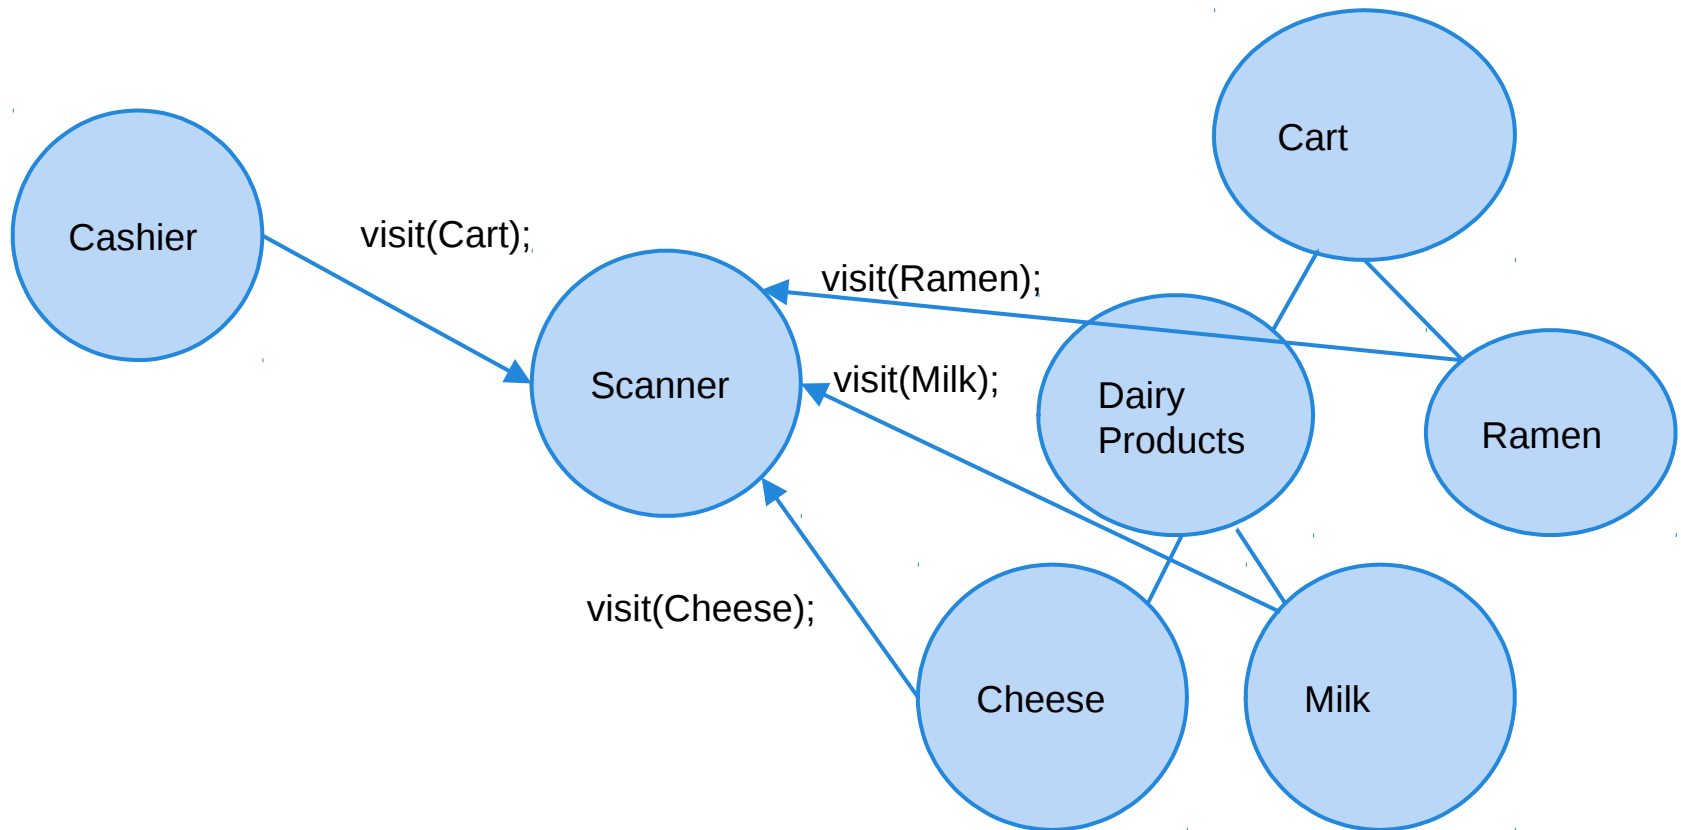 Cart
Cashier
visit(Cart);
visit(Ramen);
Scanner
visit(Milk);
Dairy
Products
Ramen
visit(Cheese);
Cheese
Milk